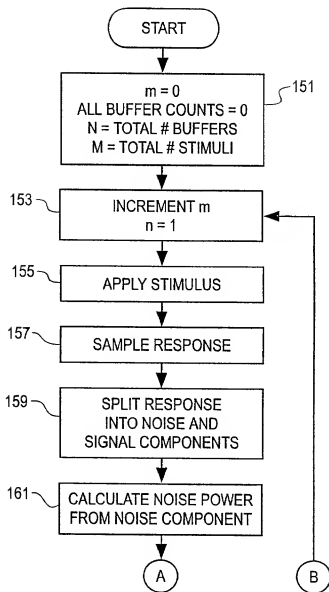 START
m = 0
ALL BUFFER COUNTS = 0
N = TOTAL # BUFFERS
M = TOTAL # STIMULI
151
153
INCREMENT m
n = 1
155
APPLY STIMULUS
157
SAMPLE RESPONSE
159
SPLIT RESPONSE
INTO NOISE AND
SIGNAL COMPONENTS
161
CALCULATE NOISE POWER
FROM NOISE COMPONENT
A
B